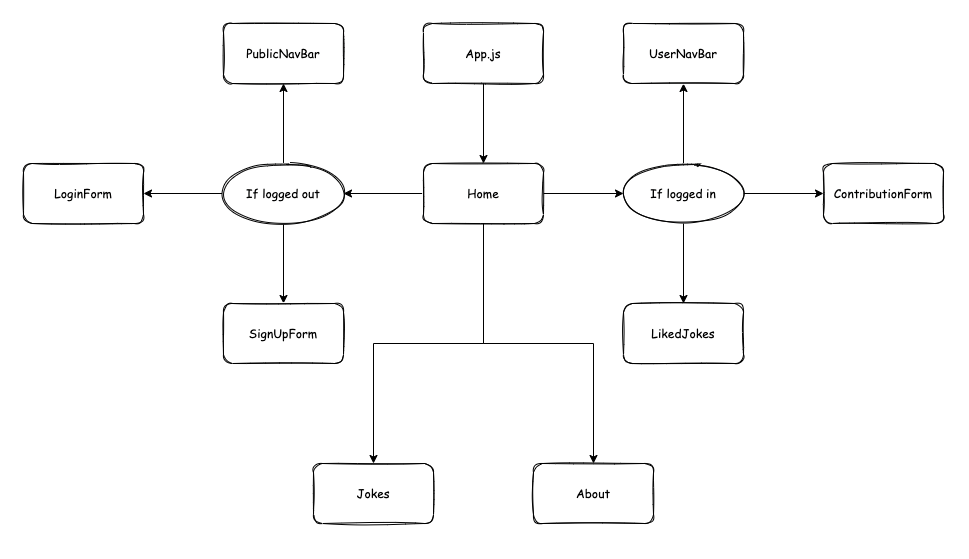 PublicNavBar
App.js
UserNavBar
LoginForm
If logged out
Home
If logged in
ContributionForm
SignUpForm
LikedJokes
Jokes
About